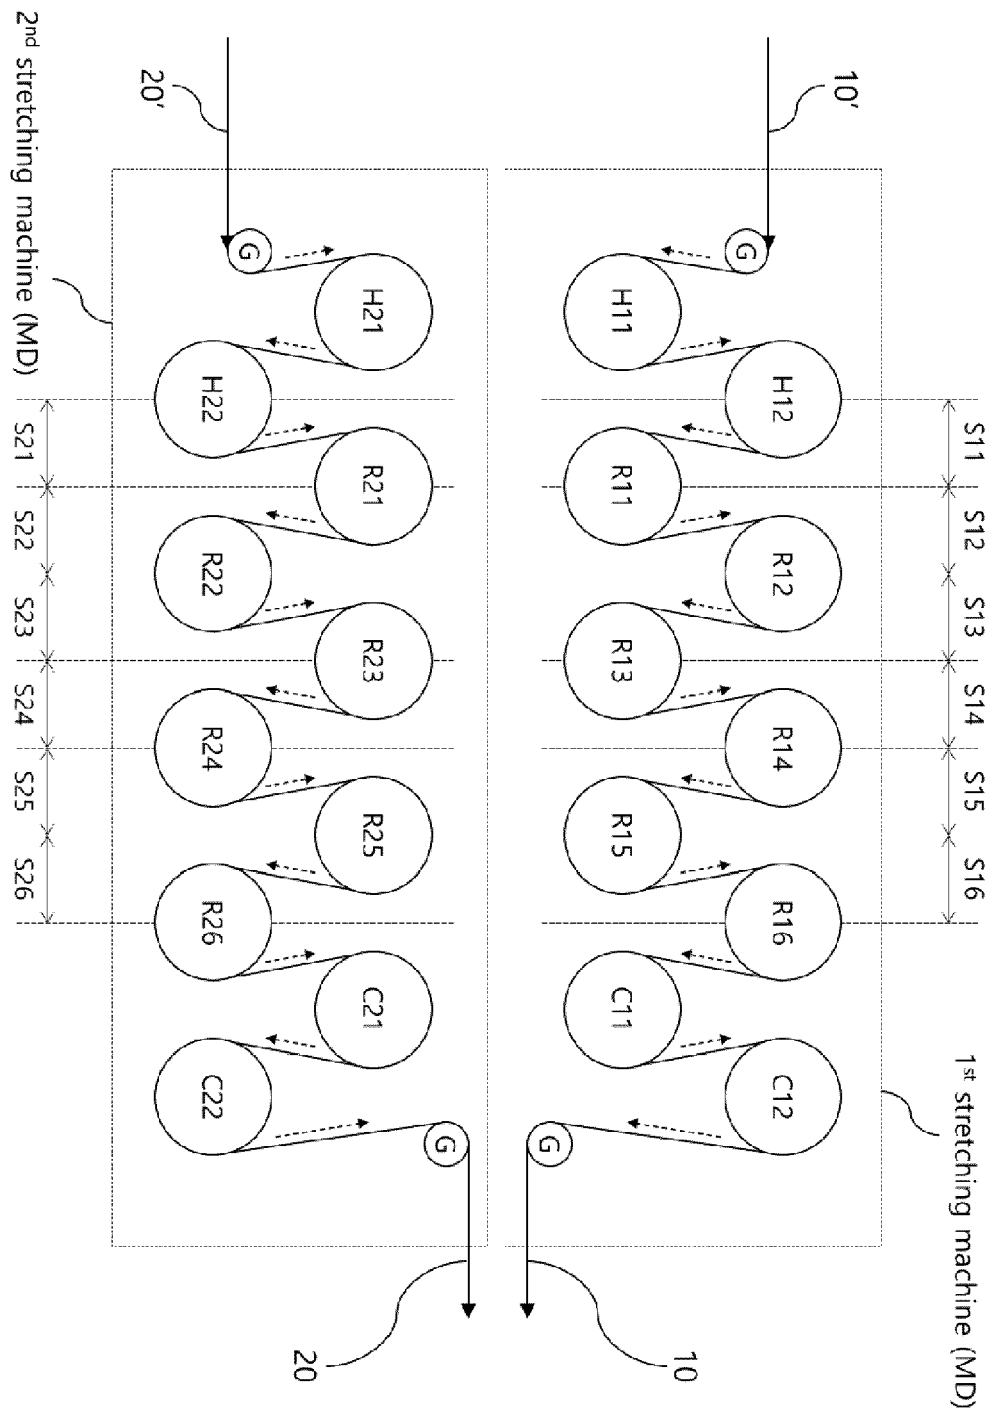 1st stretching machine (MD)
S11
S12
S13
S14
S15
S16
10′
G
H12
R12
R14
R16
C12
H11
R11
R13
R15
C11
G
10
20
G
H21
R21
R23
R25
C21
20′
G
H22
R22
R24
R26
C22
S21
S22
S23
S24
S25
S26
2nd stretching machine (MD)